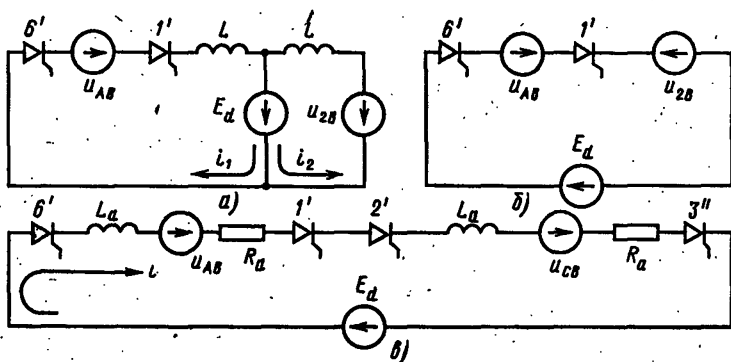 6' 1' L L 6' 1'
u_AB u_AB u_2B
E_d u_2B
i_1 i_2 E_d
а) б)
6' L_a 1' 2' L_a 3"
u_AB R_a u_CB R_a
i E_d
в)